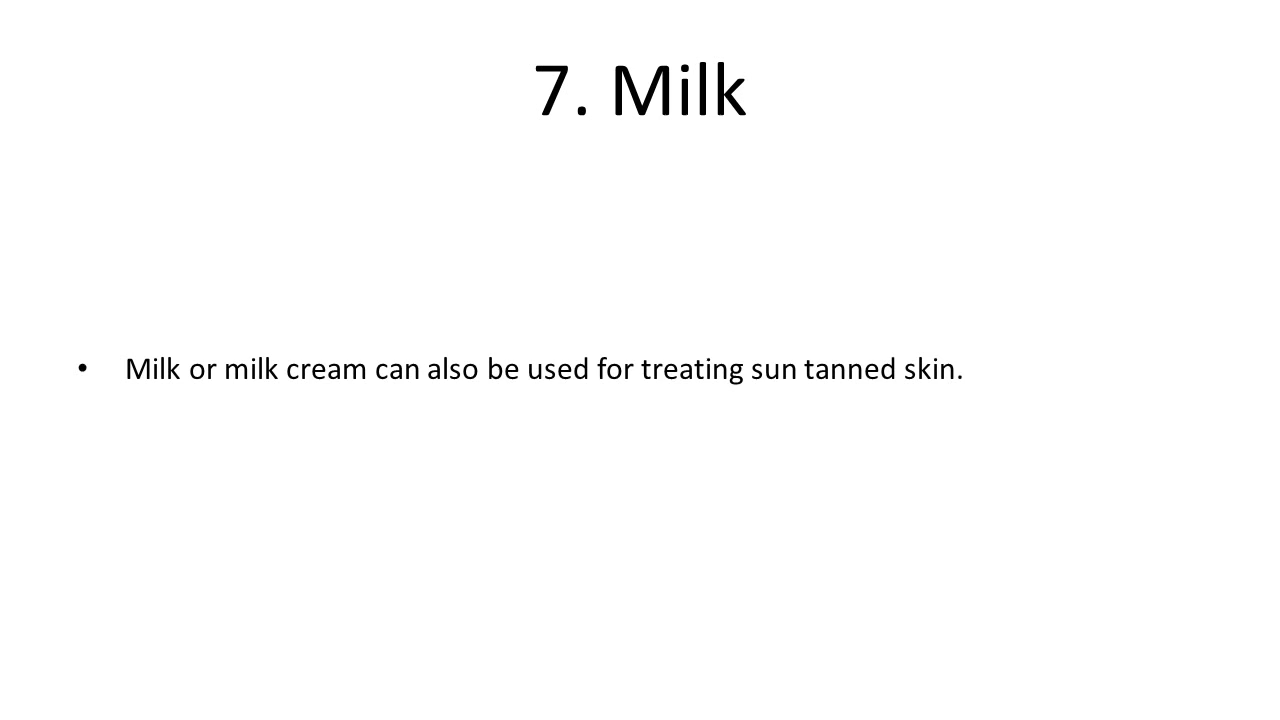 7. Milk
• Milk or milk cream can also be used for treating sun tanned skin.